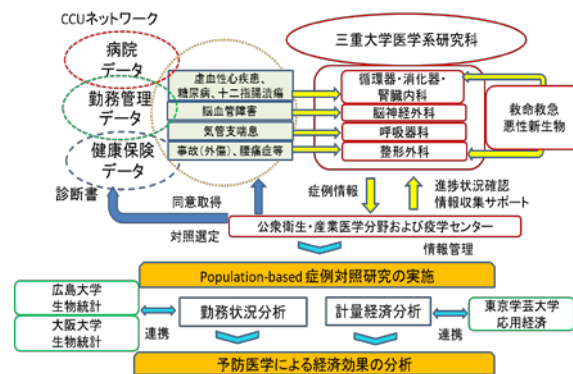 CCUネットワーク
病院
データ
勤務管理
データ
健康保険
データ
虚血性心疾患、
糖尿病、十二指腸潰瘍
脳血管障害
気管支喘息
事故(外傷)、腰痛症等
三重大学医学系研究科
循環器・消化器・
腎臓内科
脳神経外科
呼吸器科
整形外科
救命救急
悪性新生物
診断書
同意取得
対照選定
症例情報
進捗状況確認
情報収集サポート
公衆衛生・産業医学分野および疫学センター
情報管理
Population-based 症例対照研究の実施
広島大学
生物統計
大阪大学
生物統計
連携
勤務状況分析
計量経済分析
連携
東京学芸大学
応用経済
予防医学による経済効果の分析